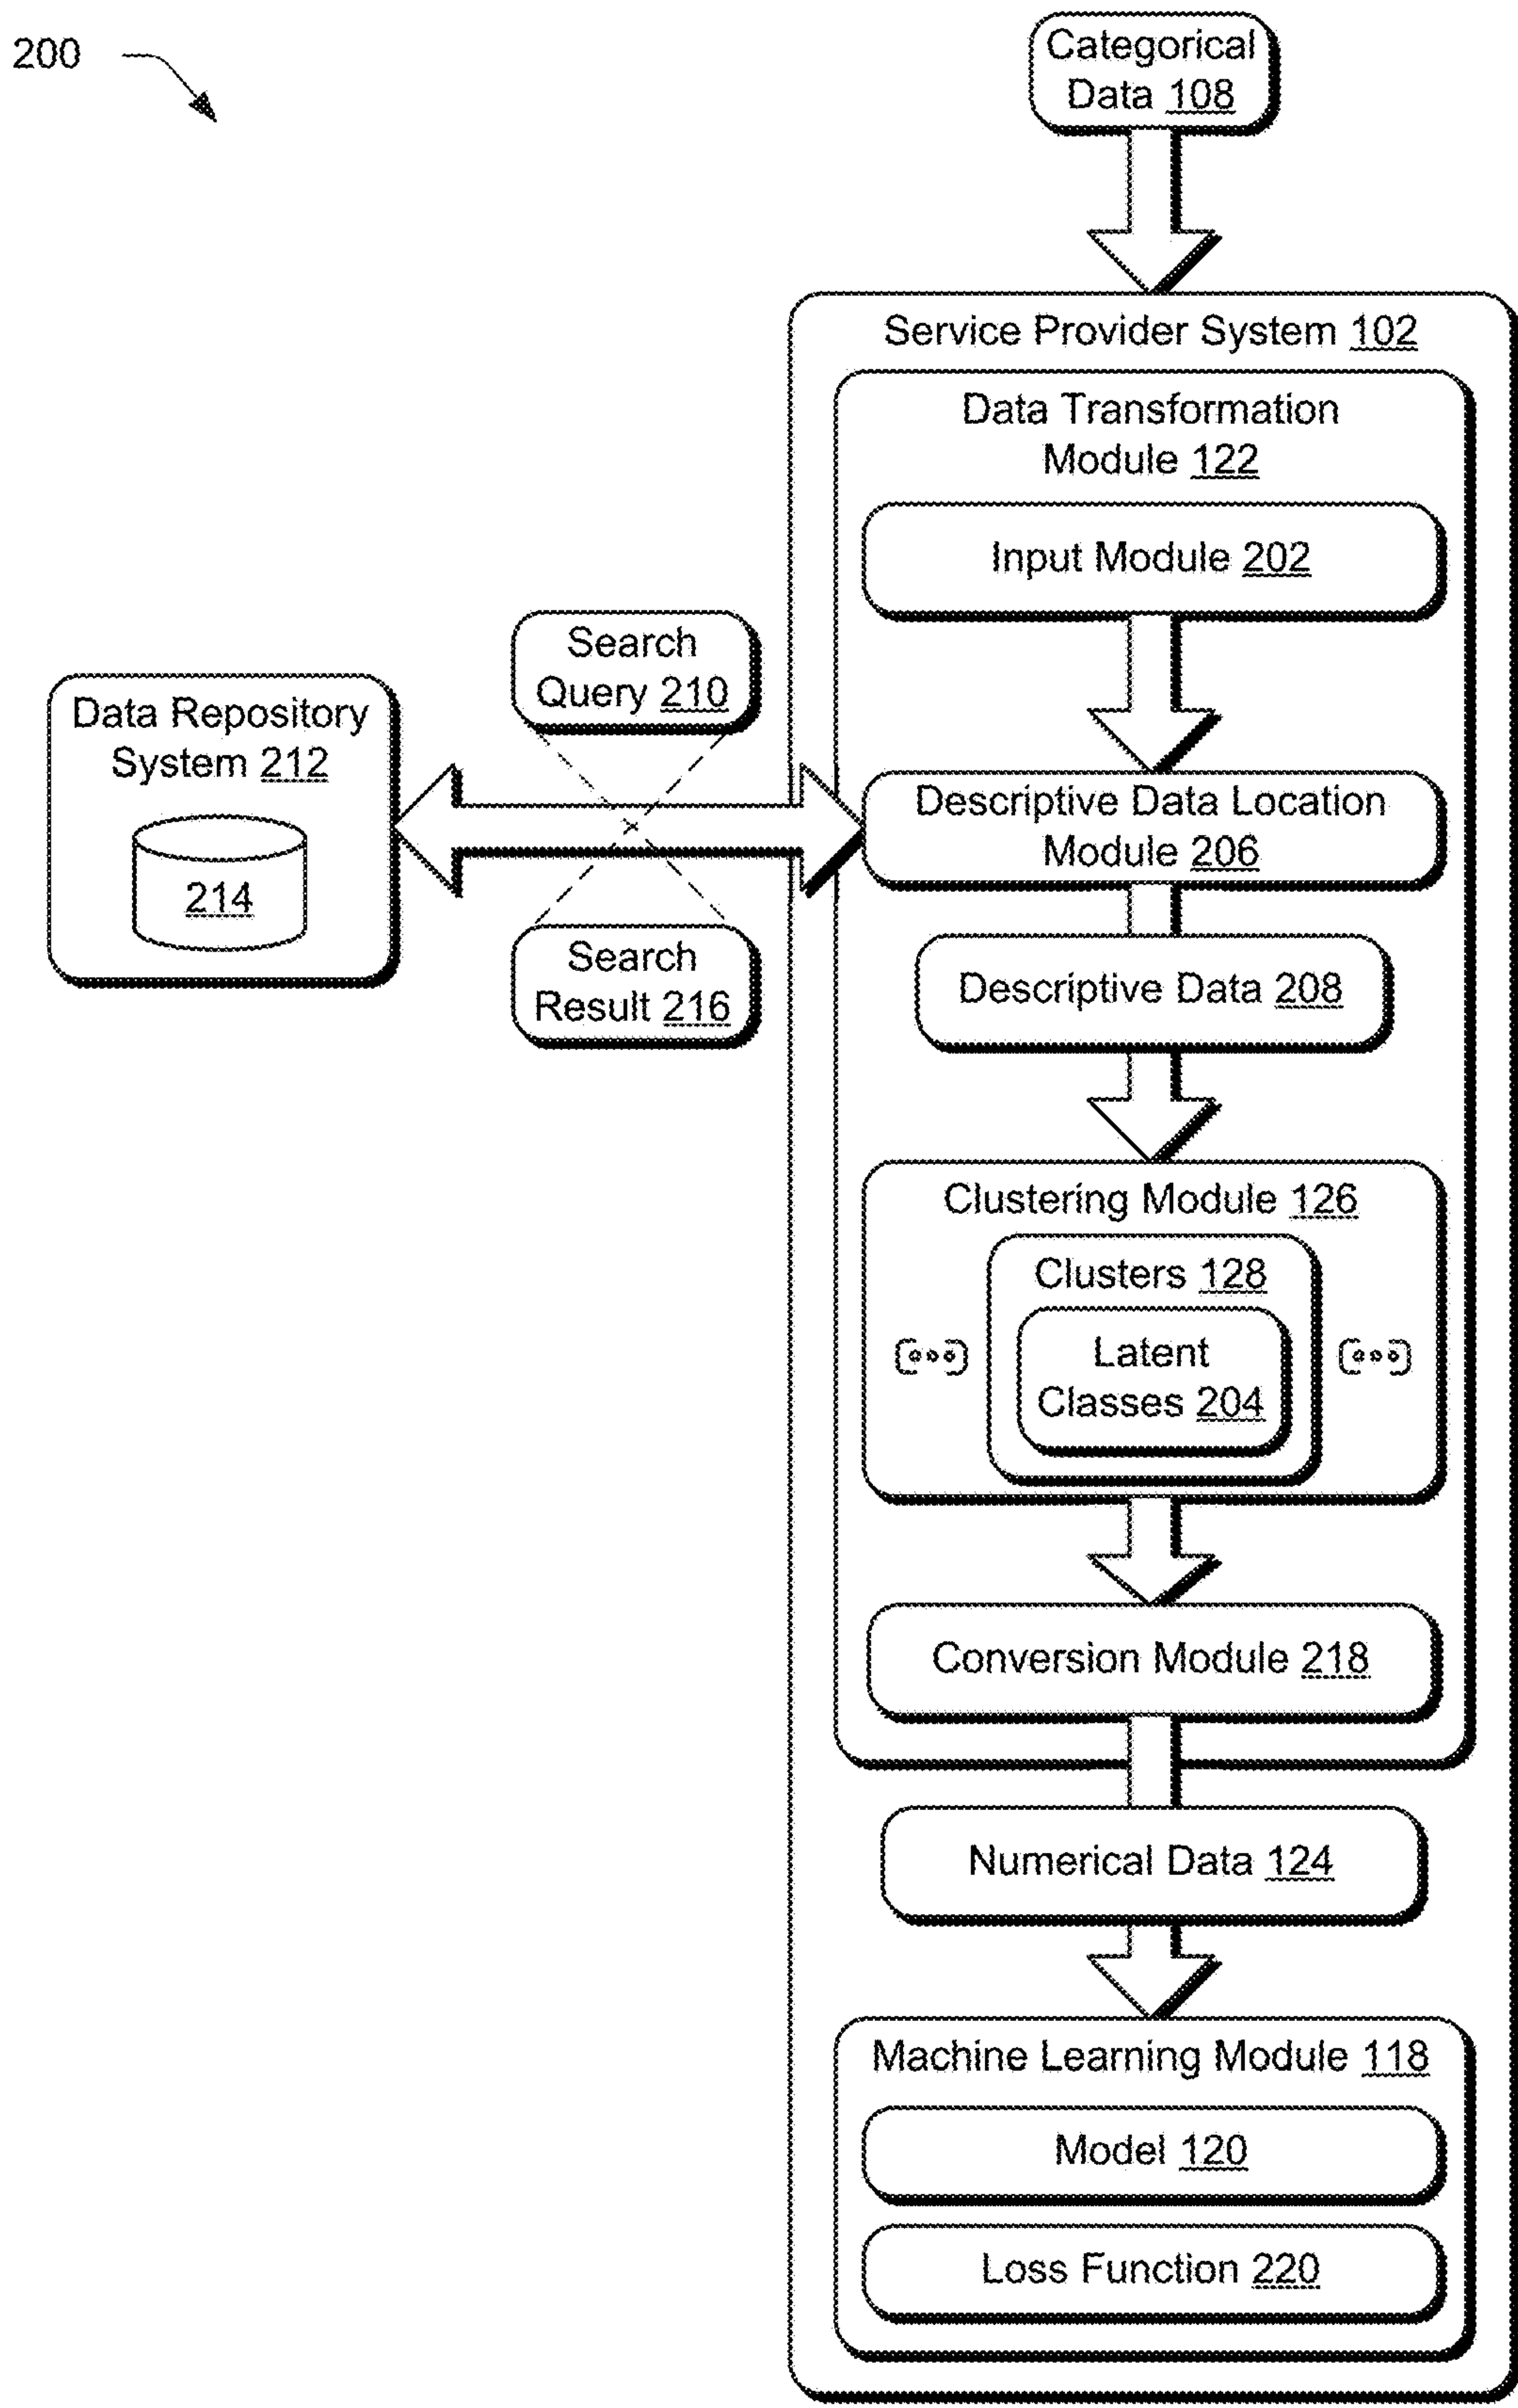 200
Categorical
Data 108
Service Provider System 102
Data Transformation
Module 122
Input Module 202
Search
Query 210
Data Repository
System 212
214
Descriptive Data Location
Module 206
Search
Result 216
Descriptive Data 208
Clustering Module 126
Clusters 128
Latent
Classes 204
Conversion Module 218
Numerical Data 124
Machine Learning Module 118
Model 120
Loss Function 220